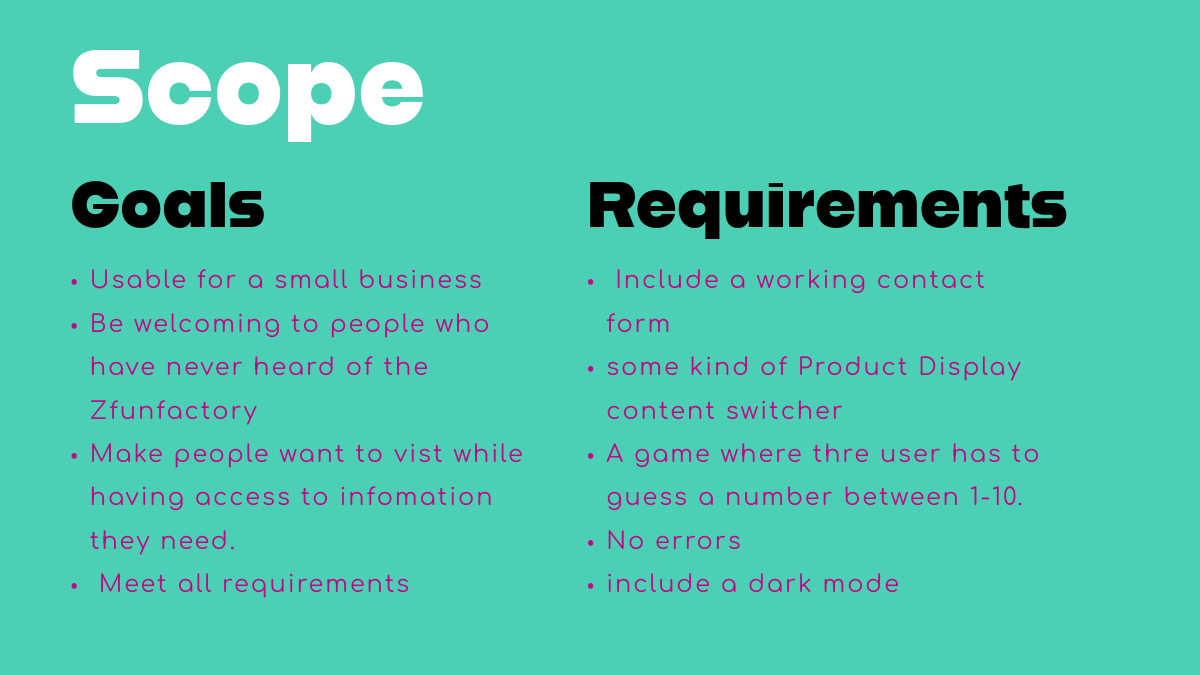 Scope
Goals
• Usable for a small business
• Be welcoming to people who
have never heard of the
Zfunfactory
• Make people want to vist while
having access to infomation
they need.
• Meet all requirements
Requirements
• Include a working contact
form
• some kind of Product Display
content switcher
• A game where thre user has to
guess a number between 1-10.
• No errors
• include a dark mode